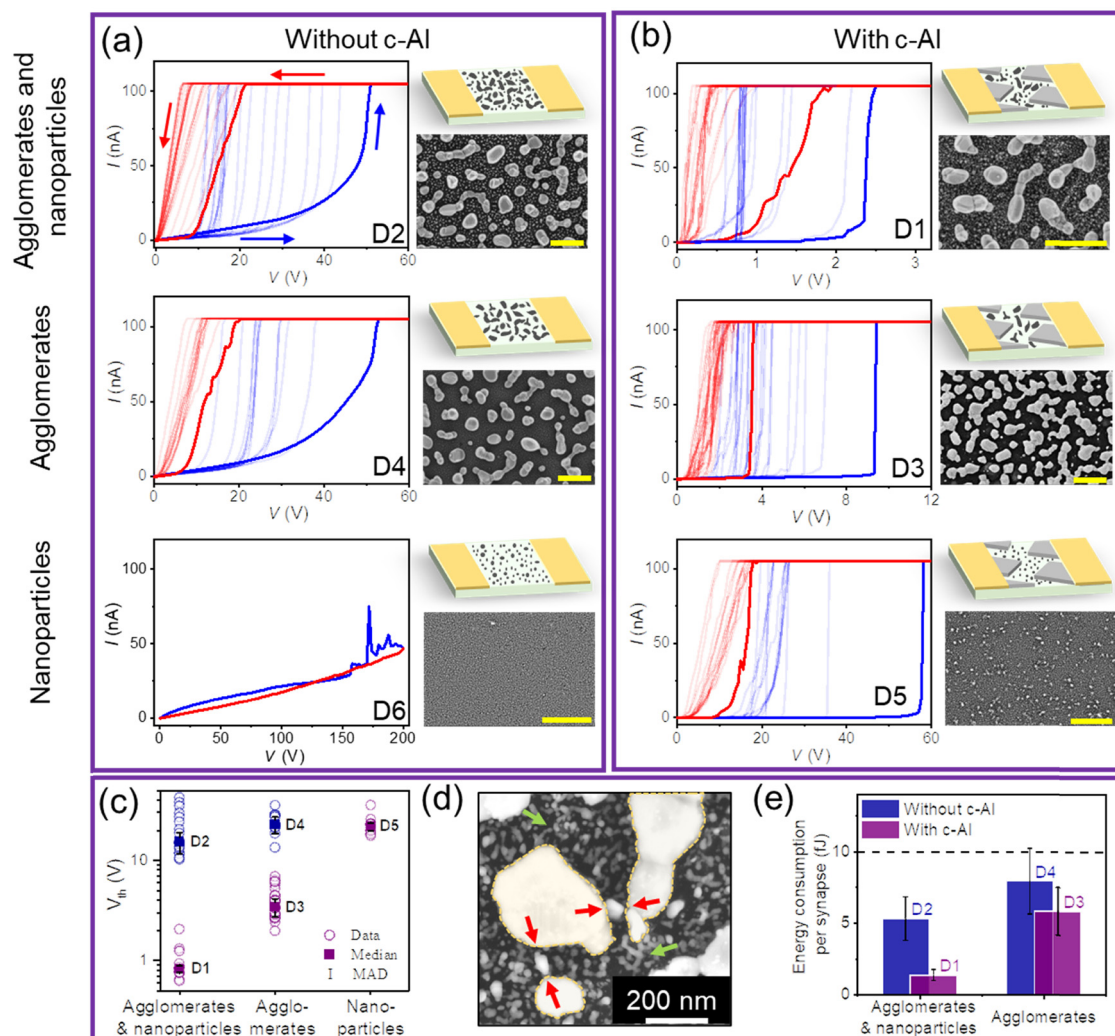 (a)
Without c-Al
(b)
With c-Al
Agglomerates and
nanoparticles
I (nA)
100
50
0
0
20
40
60
V (V)
D2
I (nA)
100
50
0
0
1
2
3
V (V)
D1
Agglomerates
I (nA)
100
50
0
0
20
40
60
V (V)
D4
I (nA)
100
50
0
0
4
8
12
V (V)
D3
Nanoparticles
I (nA)
100
50
0
0
50
100
150
200
V (V)
D6
I (nA)
100
50
0
0
20
40
60
V (V)
D5
(c)
Vth (V)
10
1
D2
D4
D5
D3
D1
Data
Median
I MAD
Agglomerates
& nanoparticles
Agglo-
merates
Nano-
particles
(d)
200 nm
(e)
Energy consumption
per synapse (fJ)
10
5
0
Without c-Al
With c-Al
D2
D1
D4
D3
Agglomerates
& nanoparticles
Agglomerates